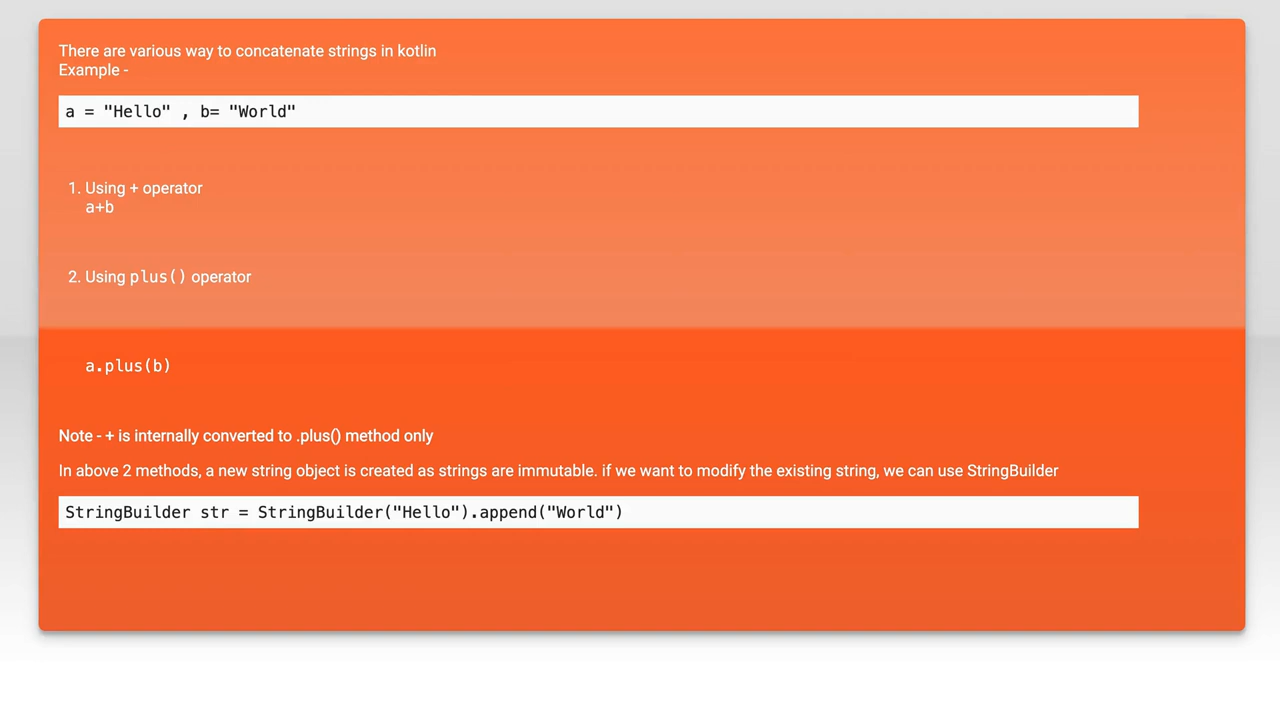 There are various way to concatenate strings in kotlin
Example -
a = "Hello" , b= "World"
1. Using + operator
a+b
2. Using plus() operator
a.plus(b)
Note - + is internally converted to .plus() method only
In above 2 methods, a new string object is created as strings are immutable. if we want to modify the existing string, we can use StringBuilder
StringBuilder str = StringBuilder("Hello").append("World")